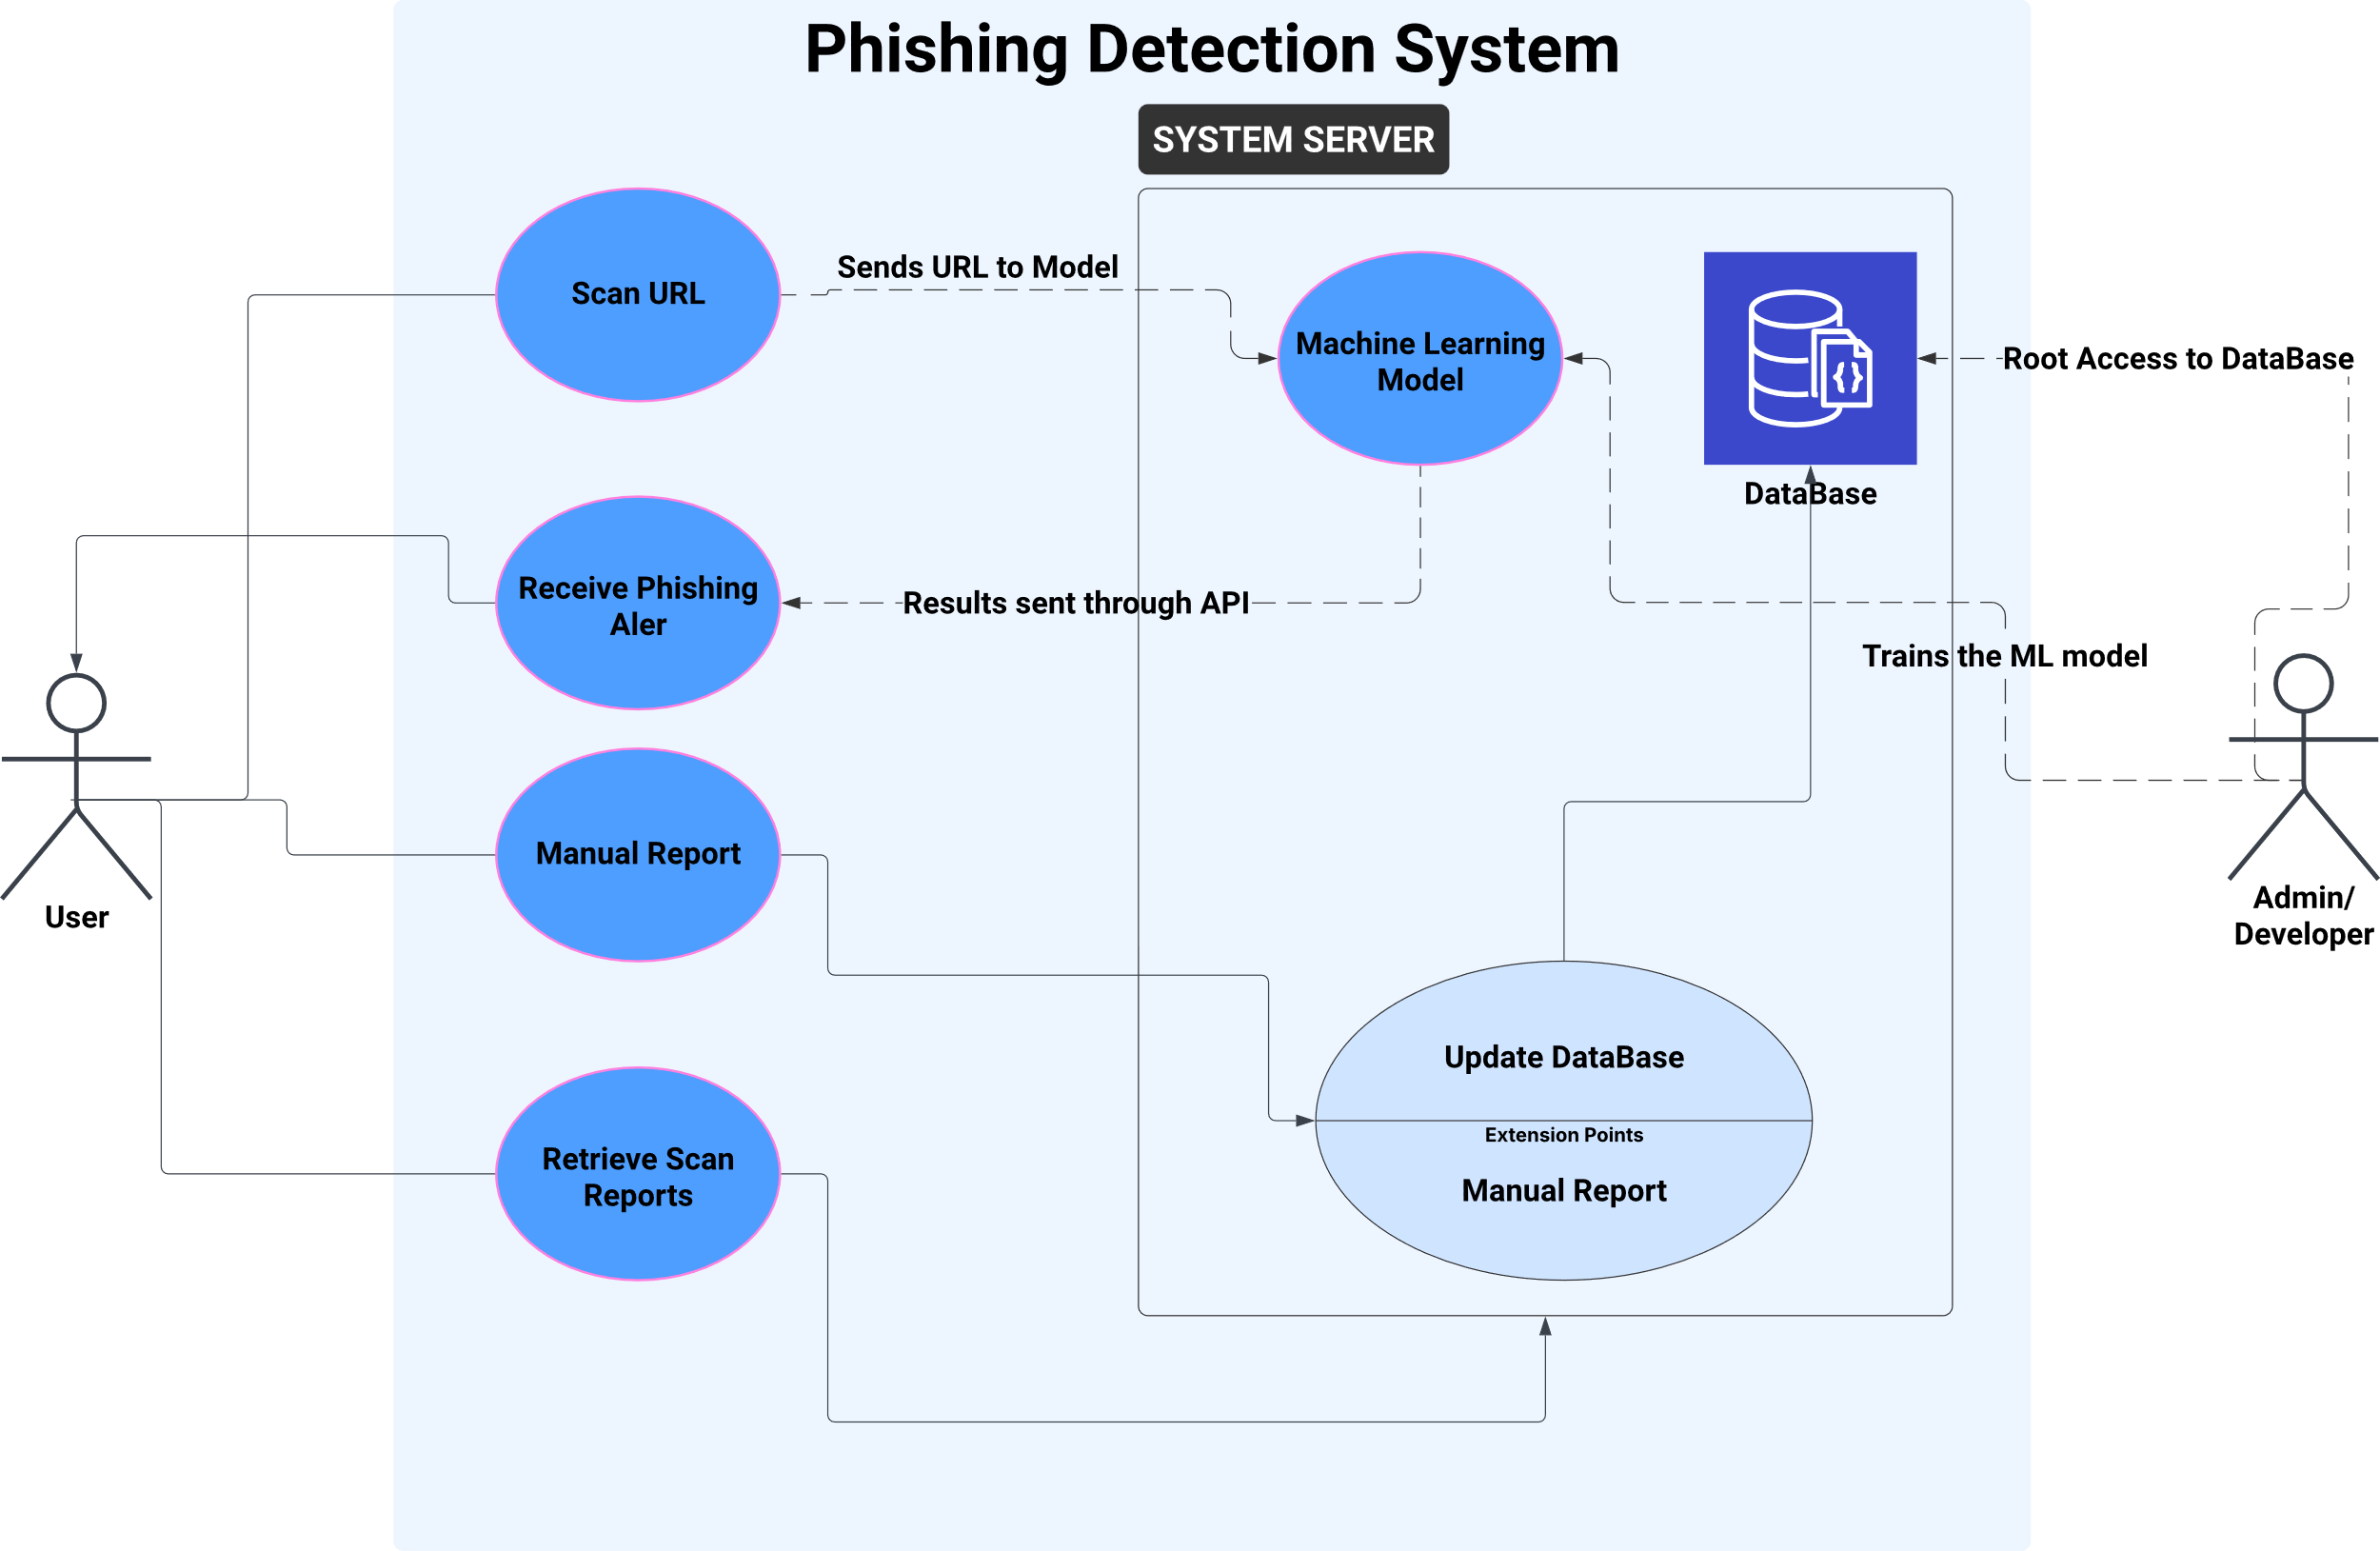 Phishing Detection System
SYSTEM SERVER
Scan URL
Sends URL to Model
Machine Learning
Model
Root Access to DataBase
DataBase
Receive Phishing
Aler
Results sent through API
Trains the ML model
Manual Report
User
Admin/
Developer
Update DataBase
Extension Points
Manual Report
Retrieve Scan
Reports